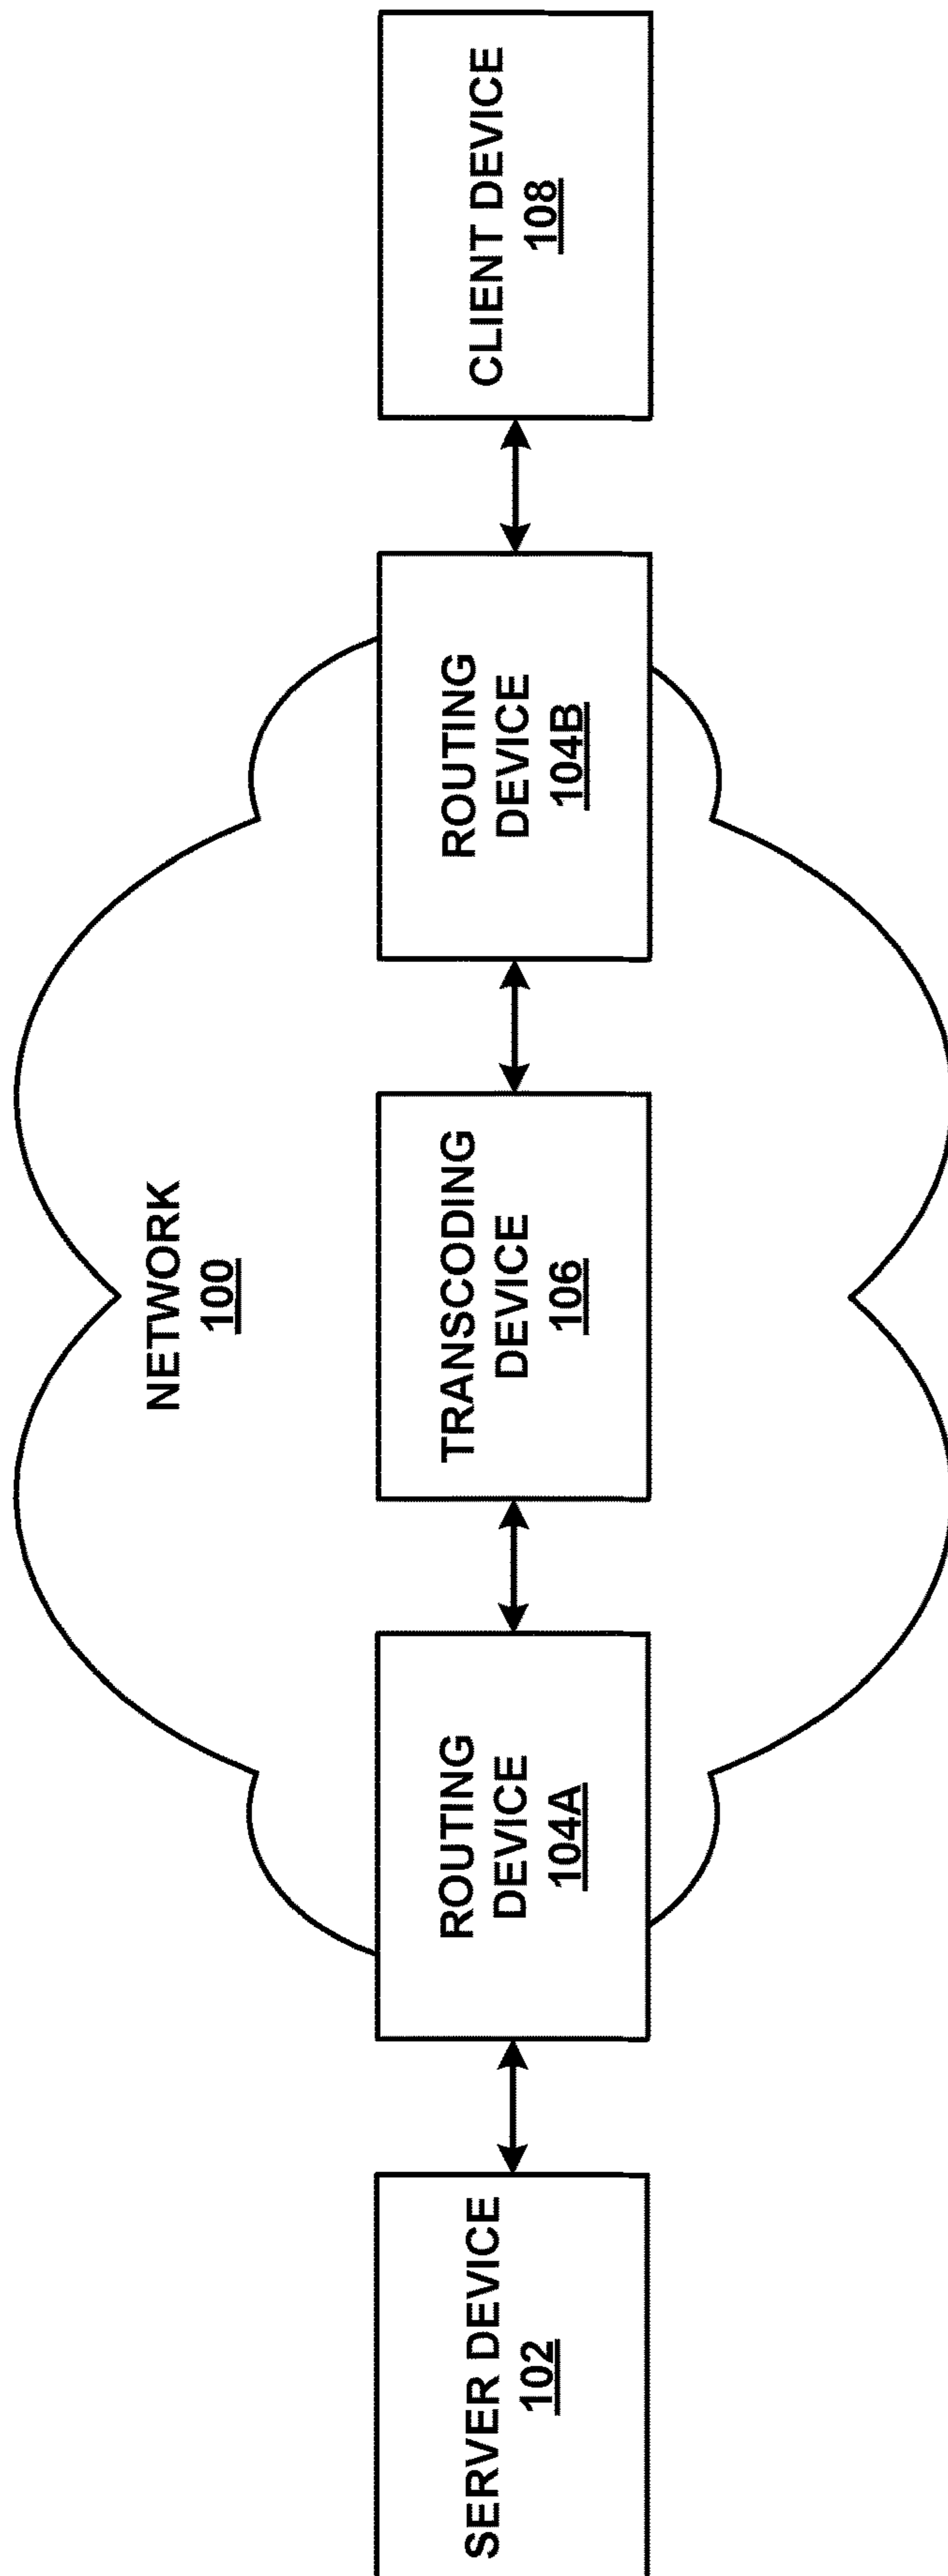 NETWORK
100
SERVER DEVICE
102
ROUTING
DEVICE
104A
TRANSCODING
DEVICE
106
ROUTING
DEVICE
104B
CLIENT DEVICE
108